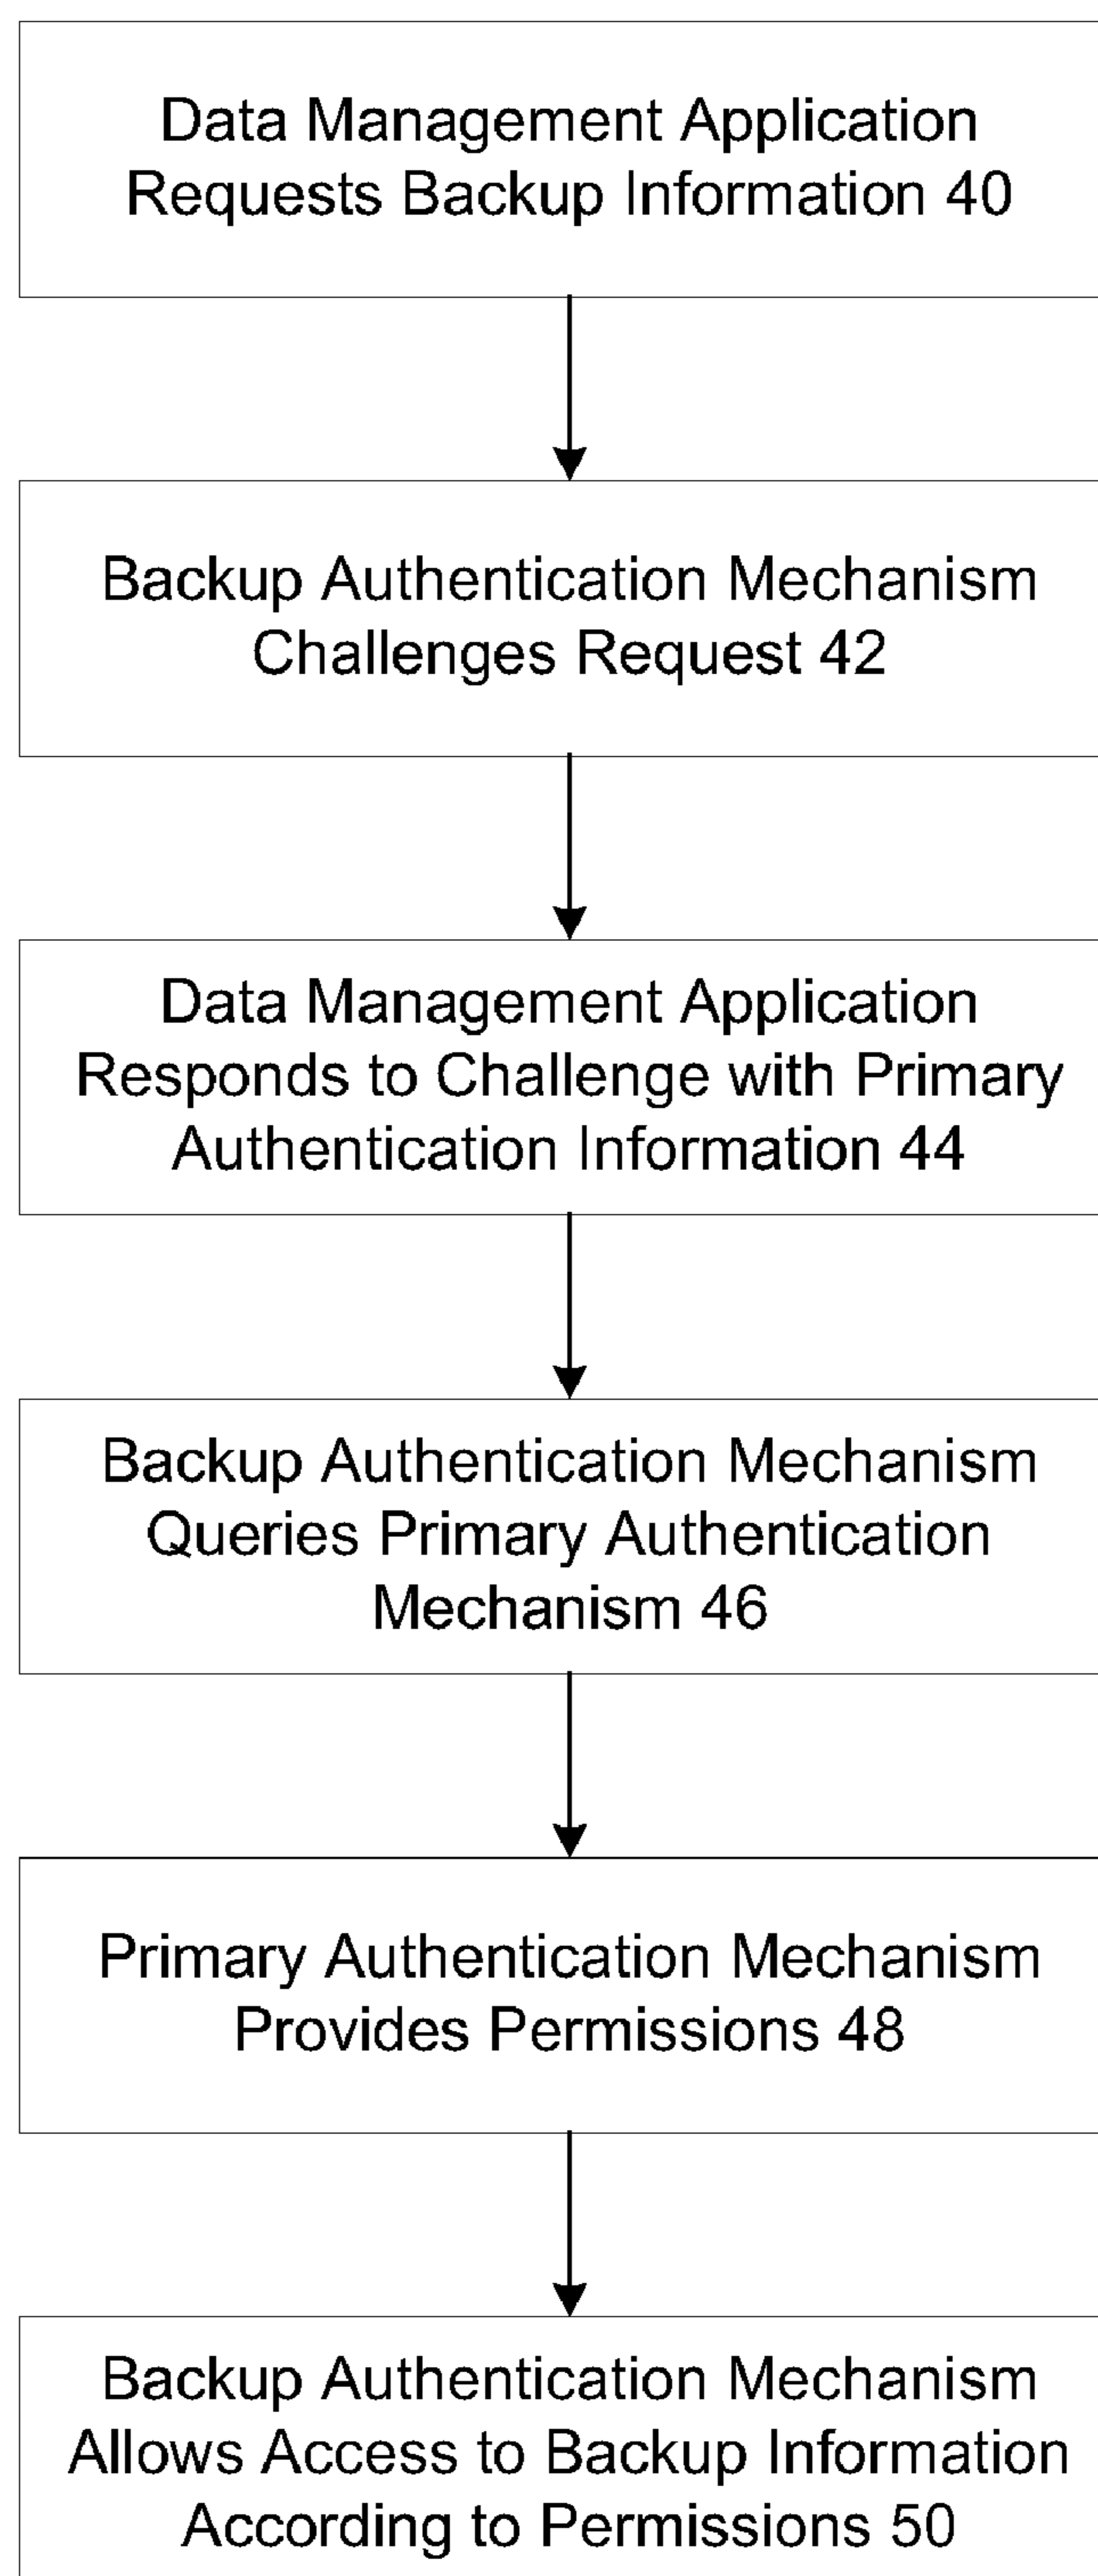 Data Management Application
Requests Backup Information 40
Backup Authentication Mechanism
Challenges Request 42
Data Management Application
Responds to Challenge with Primary
Authentication Information 44
Backup Authentication Mechanism
Queries Primary Authentication
Mechanism 46
Primary Authentication Mechanism
Provides Permissions 48
Backup Authentication Mechanism
Allows Access to Backup Information
According to Permissions 50